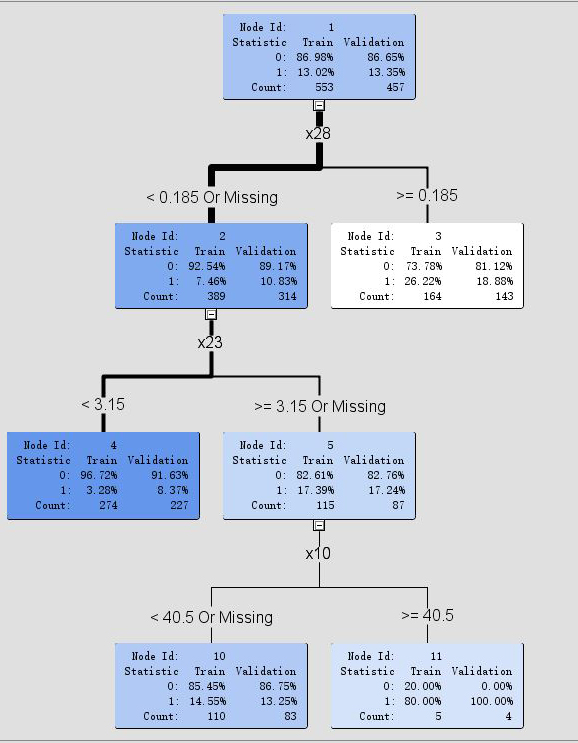 Node Id: 1
Statistic Train Validation
0: 86.98% 86.65%
1: 13.02% 13.35%
Count: 553 457
x28
< 0.185 Or Missing
>= 0.185
Node Id: 2
Statistic Train Validation
0: 92.54% 89.17%
1: 7.46% 10.83%
Count: 389 314
Node Id: 3
Statistic Train Validation
0: 73.78% 81.12%
1: 26.22% 18.88%
Count: 164 143
x23
< 3.15
>= 3.15 Or Missing
Node Id: 4
Statistic Train Validation
0: 96.72% 91.63%
1: 3.28% 8.37%
Count: 274 227
Node Id: 5
Statistic Train Validation
0: 82.61% 82.76%
1: 17.39% 17.24%
Count: 115 87
x10
< 40.5 Or Missing
>= 40.5
Node Id: 10
Statistic Train Validation
0: 85.45% 86.75%
1: 14.55% 13.25%
Count: 110 83
Node Id: 11
Statistic Train Validation
0: 20.00% 0.00%
1: 80.00% 100.00%
Count: 5 4